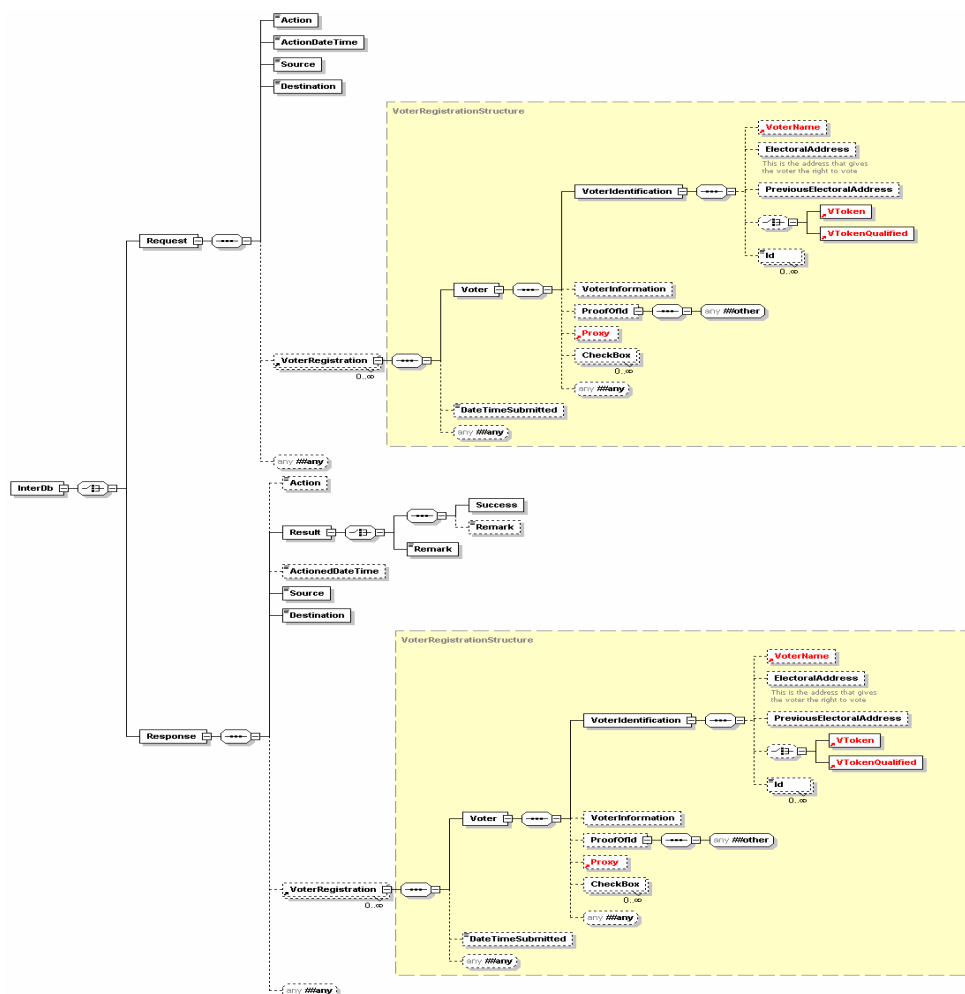 Action
ActionDateTime
Source
Destination
VoterRegistrationStructure
VoterName
ElectoralAddress
This is the address that gives
the voter the right to vote
VoterIdentification
PreviousElectoralAddress
VToken
VTokenQualified
Id
0..∞
Request
Voter
VoterInformation
ProofOfId
any ##other
Proxy
CheckBox
0..∞
any ##any
VoterRegistration
0..∞
DateTimeSubmitted
any ##any
any ##any
InterDb
Action
Result
Success
Remark
Remark
ActionedDateTime
Source
Destination
VoterRegistrationStructure
VoterName
ElectoralAddress
This is the address that gives
the voter the right to vote
VoterIdentification
PreviousElectoralAddress
VToken
VTokenQualified
Id
0..∞
Response
Voter
VoterInformation
ProofOfId
any ##other
Proxy
CheckBox
0..∞
any ##any
VoterRegistration
0..∞
DateTimeSubmitted
any ##any
any ##any